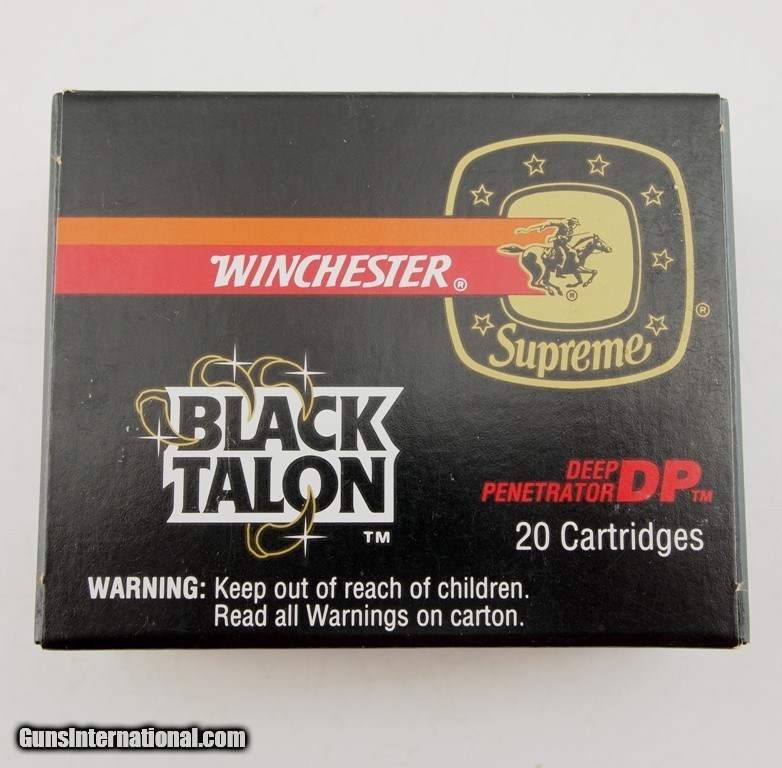 WINCHESTER®
®
Supreme
®
BLACK
TALON
™
DEEP
PENETRATOR DP™
20 Cartridges
WARNING: Keep out of reach of children.
Read all Warnings on carton.
GunsInternational.com